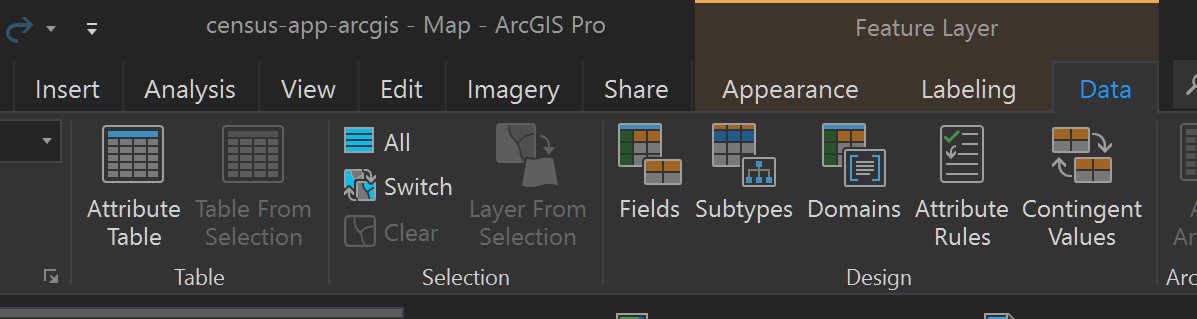 census-app-arcgis - Map - ArcGIS Pro
Feature Layer
Insert Analysis View Edit Imagery Share Appearance Labeling Data
All
Switch
Clear
Attribute Table
Table From Selection
Layer From Selection
Fields
Subtypes
Domains
Attribute Rules
Contingent Values
Table
Selection
Design